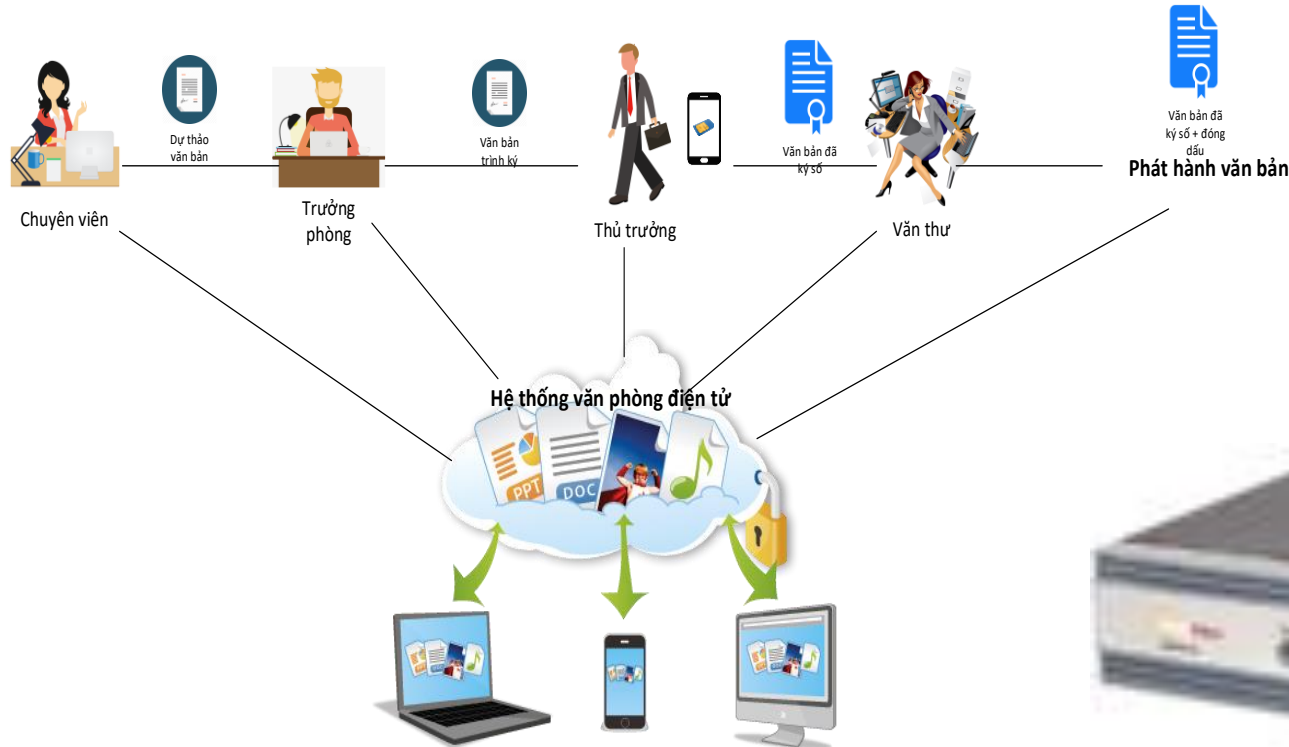 Dự thảo
văn bản
Văn bản
trình ký
Văn bản đã
ký số
Văn bản đã
ký số + đóng
dấu
Phát hành văn bản
Chuyên viên
Trưởng
phòng
Thủ trưởng
Văn thư
Hệ thống văn phòng điện tử
PPT
DOC